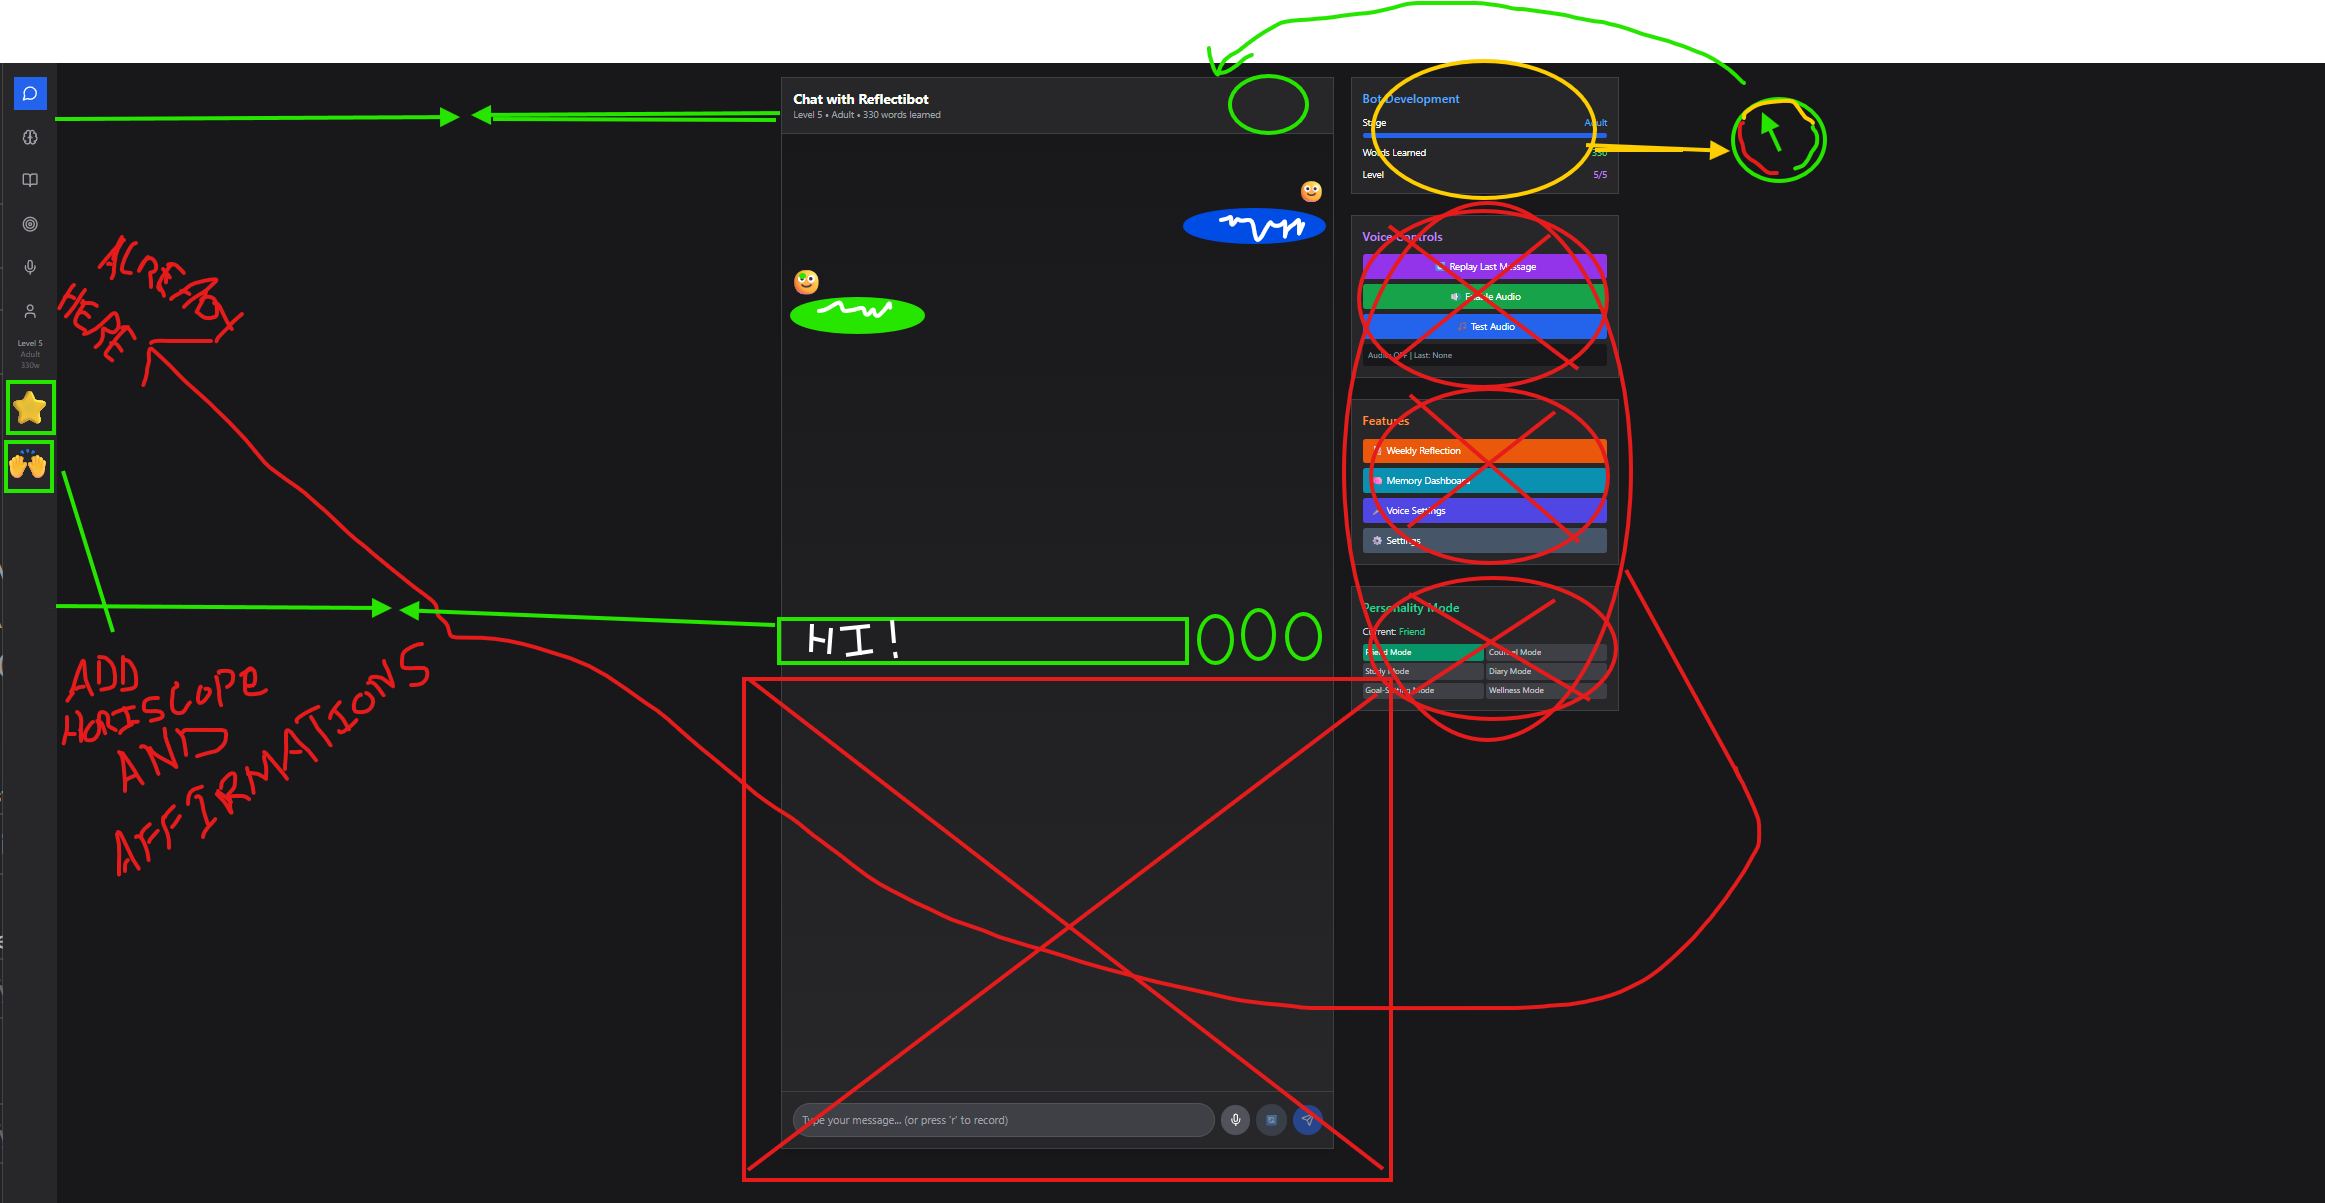 Chat with Reflectibot
Level 5 • Adult • 330 words learned
Bot Development
Stage
Adult
Words Learned
330
Level
5/5
ALREADY
HERE
Level 5
Adult
330w
Voice Controls
Replay Last Message
Enable Audio
Test Audio
Audio: OFF | Last: None
Features
Weekly Reflection
Memory Dashboard
Voice Settings
Settings
Personality Mode
Current: Friend
Friend Mode
Counsel Mode
Study Mode
Diary Mode
Goal-Setting Mode
Wellness Mode
HI!
ADD
HORISCOPE
AND
AFFIRMATIONS
Type your message... (or press 'r' to record)